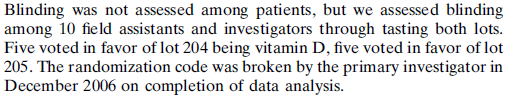 Blinding was not assessed among patients, but we assessed blinding
among 10 field assistants and investigators through tasting both lots.
Five voted in favor of lot 204 being vitamin D, five voted in favor of lot
205. The randomization code was broken by the primary investigator in
December 2006 on completion of data analysis.